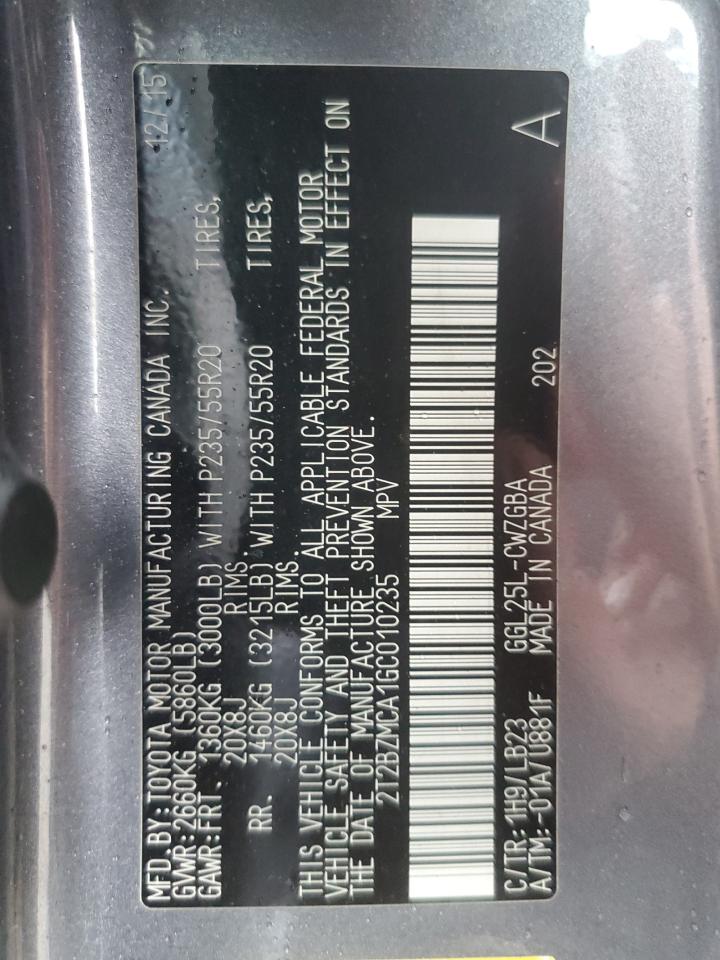 MFD.BY:TOYOTA MOTOR MANUFACTURING CANADA INC. 12/15
GVWR:2660KG (5860LB)
GAWR:FRT. 1360KG (3000LB) WITH P235/55R20 TIRES,
20X8J RIMS.
RR. 1460KG (3215LB) WITH P235/55R20 TIRES,
20X8J RIMS.
THIS VEHICLE CONFORMS TO ALL APPLICABLE FEDERAL MOTOR
VEHICLE SAFETY AND THEFT PREVENTION STANDARDS IN EFFECT ON
THE DATE OF MANUFACTURE SHOWN ABOVE.
2T2BZMCA1GC010235 MPV
C/TR:1H9/LB23 GGL25L-CWZGBA
A/TM:-01A/U881F MADE IN CANADA 202 A